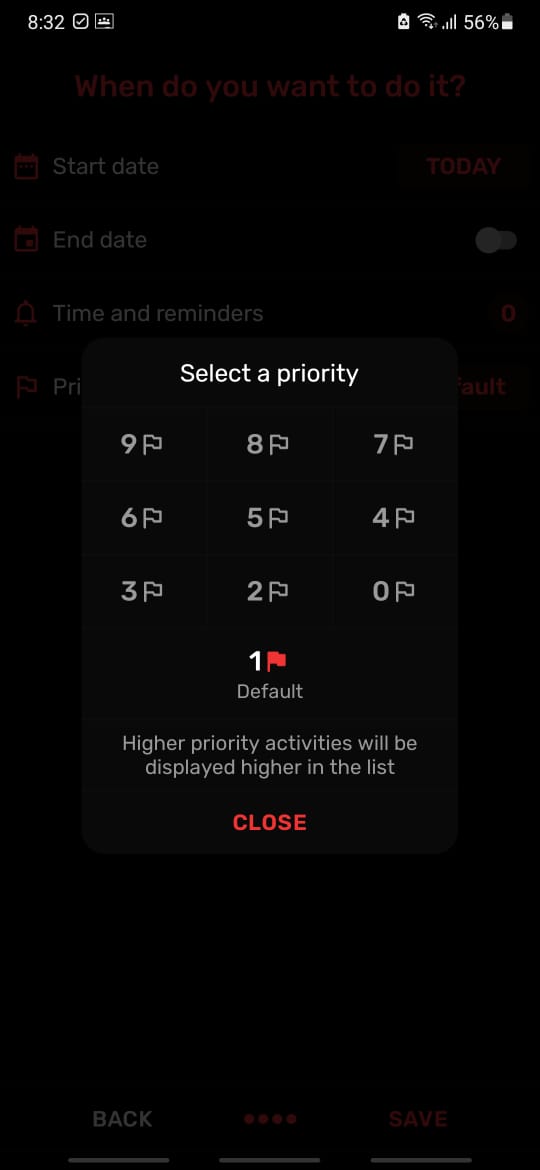 8:32 56%
When do you want to do it?
Start date TODAY
End date
Time and reminders 0
Select a priority
Pri fault
9 8 7
6 5 4
3 2 0
1
Default
Higher priority activities will be
displayed higher in the list
CLOSE
BACK SAVE